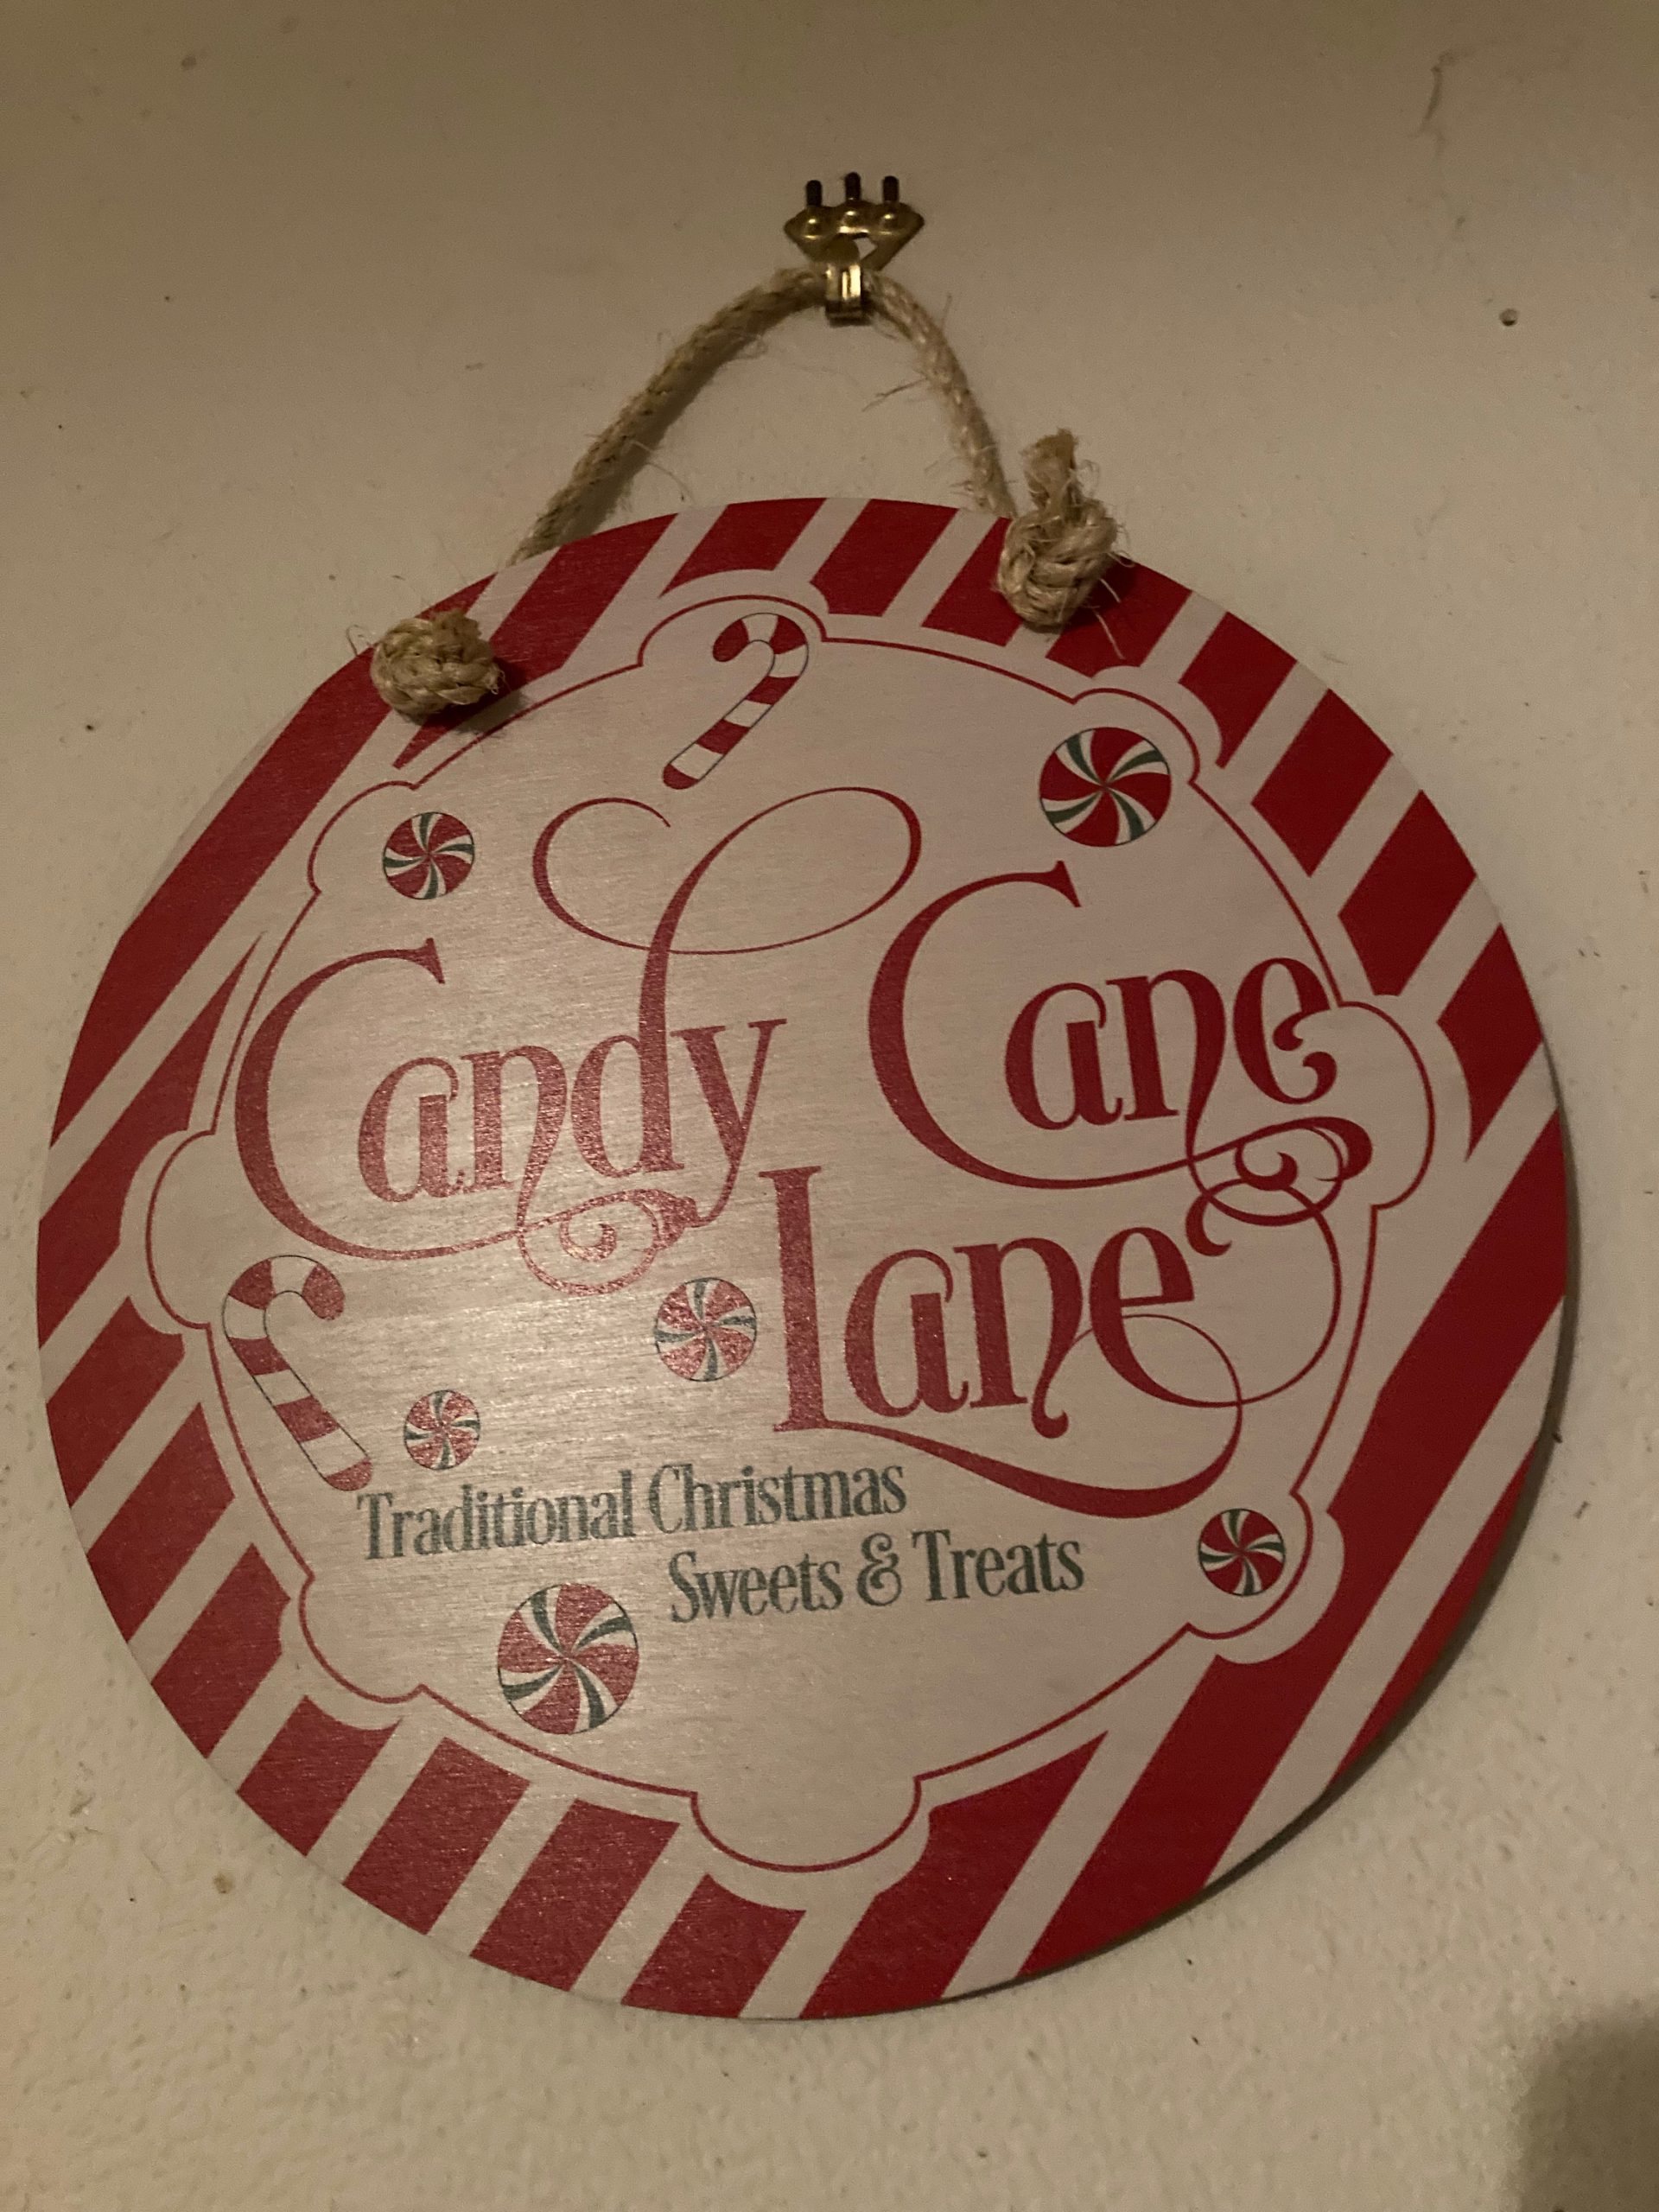 Candy Cane
Lane
Traditional Christmas
Sweets & Treats